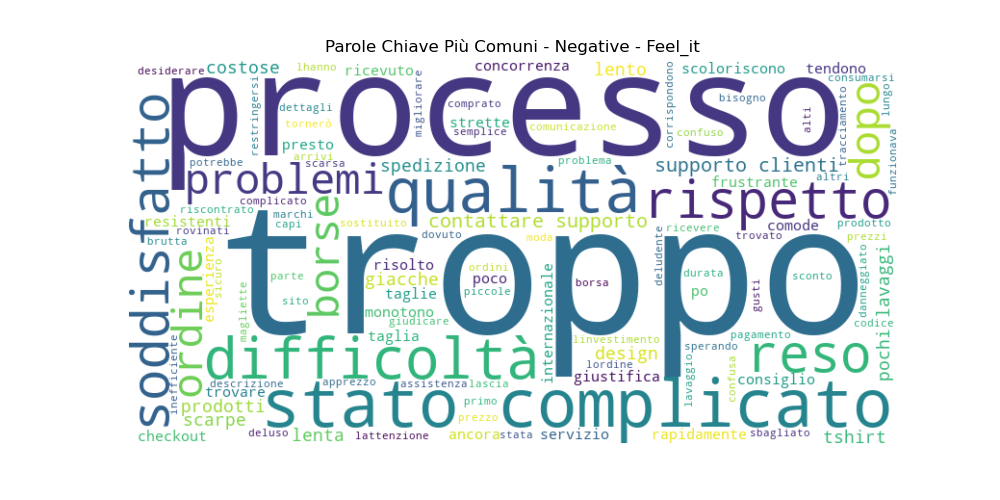 Parole Chiave Più Comuni - Negative - Feel_it
desiderare
costose
lhanno
ricevuto
concorrenza
lento
scoloriscono
tendono
processo
restringersi
dettagli
migliorare
comprato
corrispondono
bisogno
alti
consumarsi
tracciamento
lungo
dopo
funzionava
tornerò
strette
semplice
comunicazione
confuso
presto
arrivi
scarsa
potrebbe
spedizione
problema
supporto clienti
altri
soddisfatto
problemi
complicato
qualità
frustrante
rispetto
riscontrato
marchi
capi
borse
sostituito
contattare supporto
ricevere
comode
prodotto
resistenti
rovinati
ordine
brutta
esperienza
sicuro
troppo
dovuto
moda
deludente
trovato
prezzi
risolto
poco
ordini
internazionale
durata
sconto
danneggiato
pochi lavaggi
parte
giacche
taglie
piccole
borsa
po
gusti
sito
magliette
monotono
giudicare
codice
taglia
linvestimento
design
sperando
pagamento
inefficiente
difficoltà
lordine
giustifica
lavaggio
confusa
reso
consiglio
descrizione
apprezzo
assistenza
lascia
trovare
prodotti
primo
stato complicato
scarpe
prezzo
checkout
deluso
lenta
lattenzione
ancora
stata
servizio
rapidamente
sbagliato
tshirt